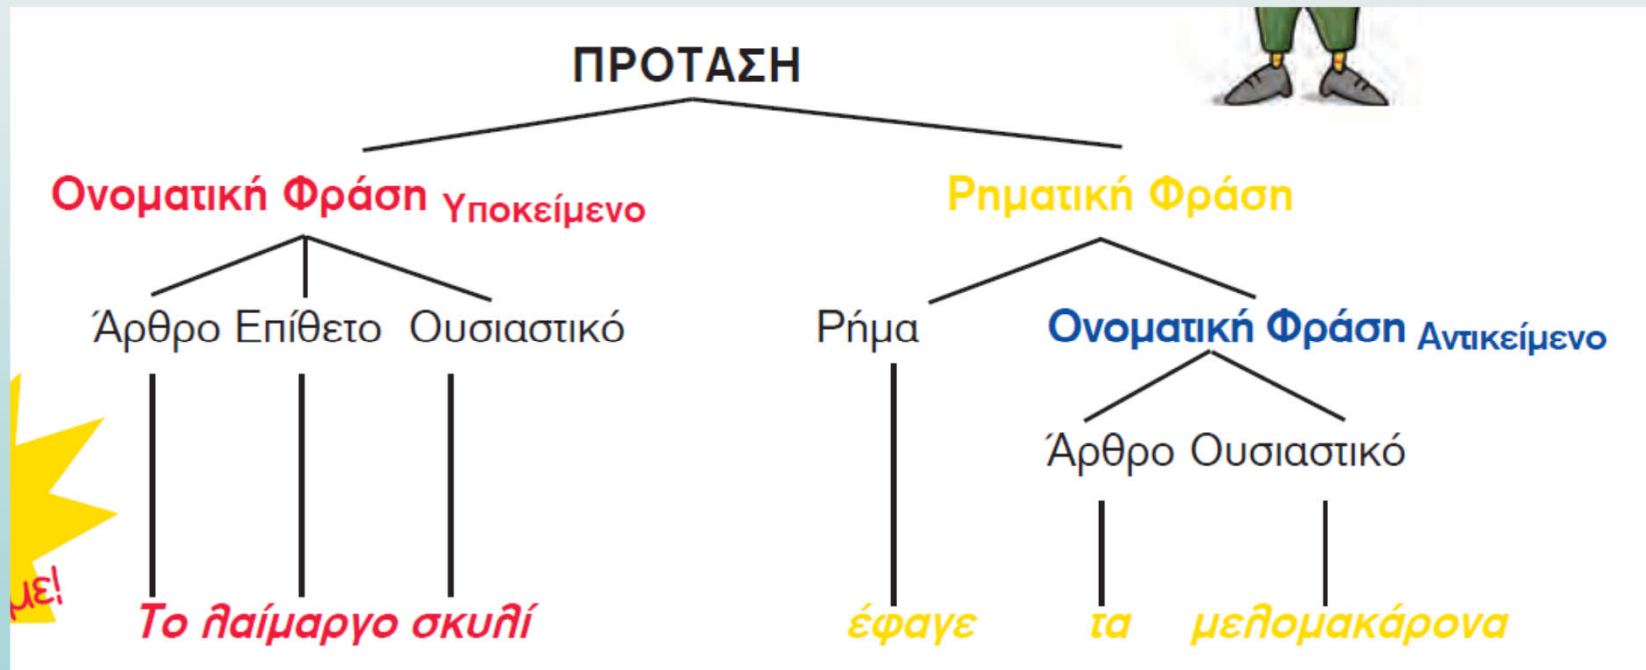 ΠΡΟΤΑΣΗ
Ονοματική Φράση Υποκείμενο Ρηματική Φράση
Άρθρο Επίθετο Ουσιαστικό Ρήμα Ονοματική Φράση Αντικείμενο
Άρθρο Ουσιαστικό
με!
Το λαίμαργο σκυλί έφαγε τα μελομακάρονα